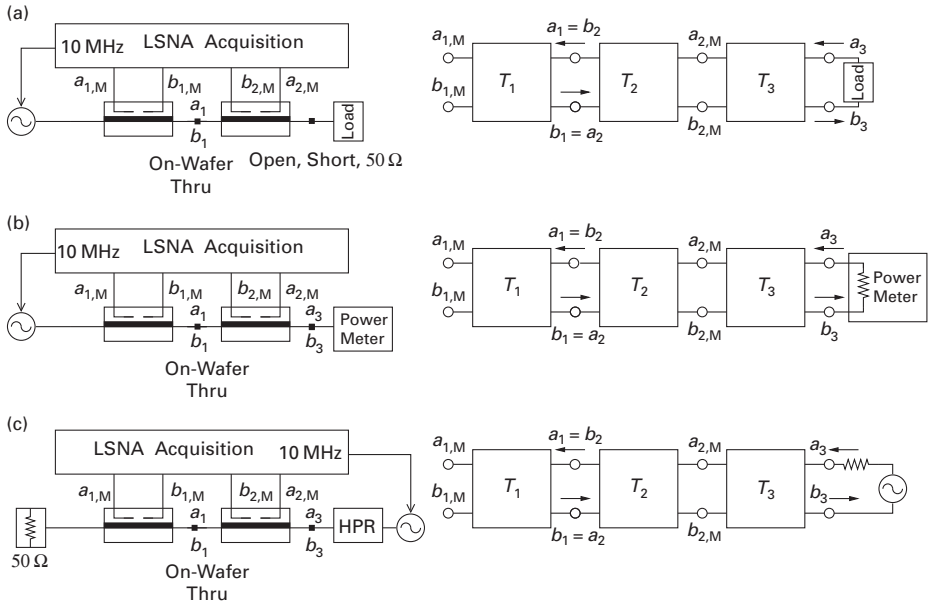 (a)
10 MHz LSNA Acquisition
a1,M b1,M b2,M a2,M
a1
b1
On-Wafer
Thru
Open, Short, 50 Ω
Load
a1,M
b1,M
T1
a1 = b2
b1 = a2
T2
a2,M
b2,M
T3
a3
Load
b3
(b)
10 MHz LSNA Acquisition
a1,M b1,M b2,M a2,M
a1
b1
a3
b3
Power
Meter
On-Wafer
Thru
a1,M
b1,M
T1
a1 = b2
b1 = a2
T2
a2,M
b2,M
T3
a3
b3
Power
Meter
(c)
LSNA Acquisition 10 MHz
a1,M b1,M b2,M a2,M
a1
b1
a3
b3
HPR
50 Ω
On-Wafer
Thru
a1,M
b1,M
T1
a1 = b2
b1 = a2
T2
a2,M
b2,M
T3
a3
b3